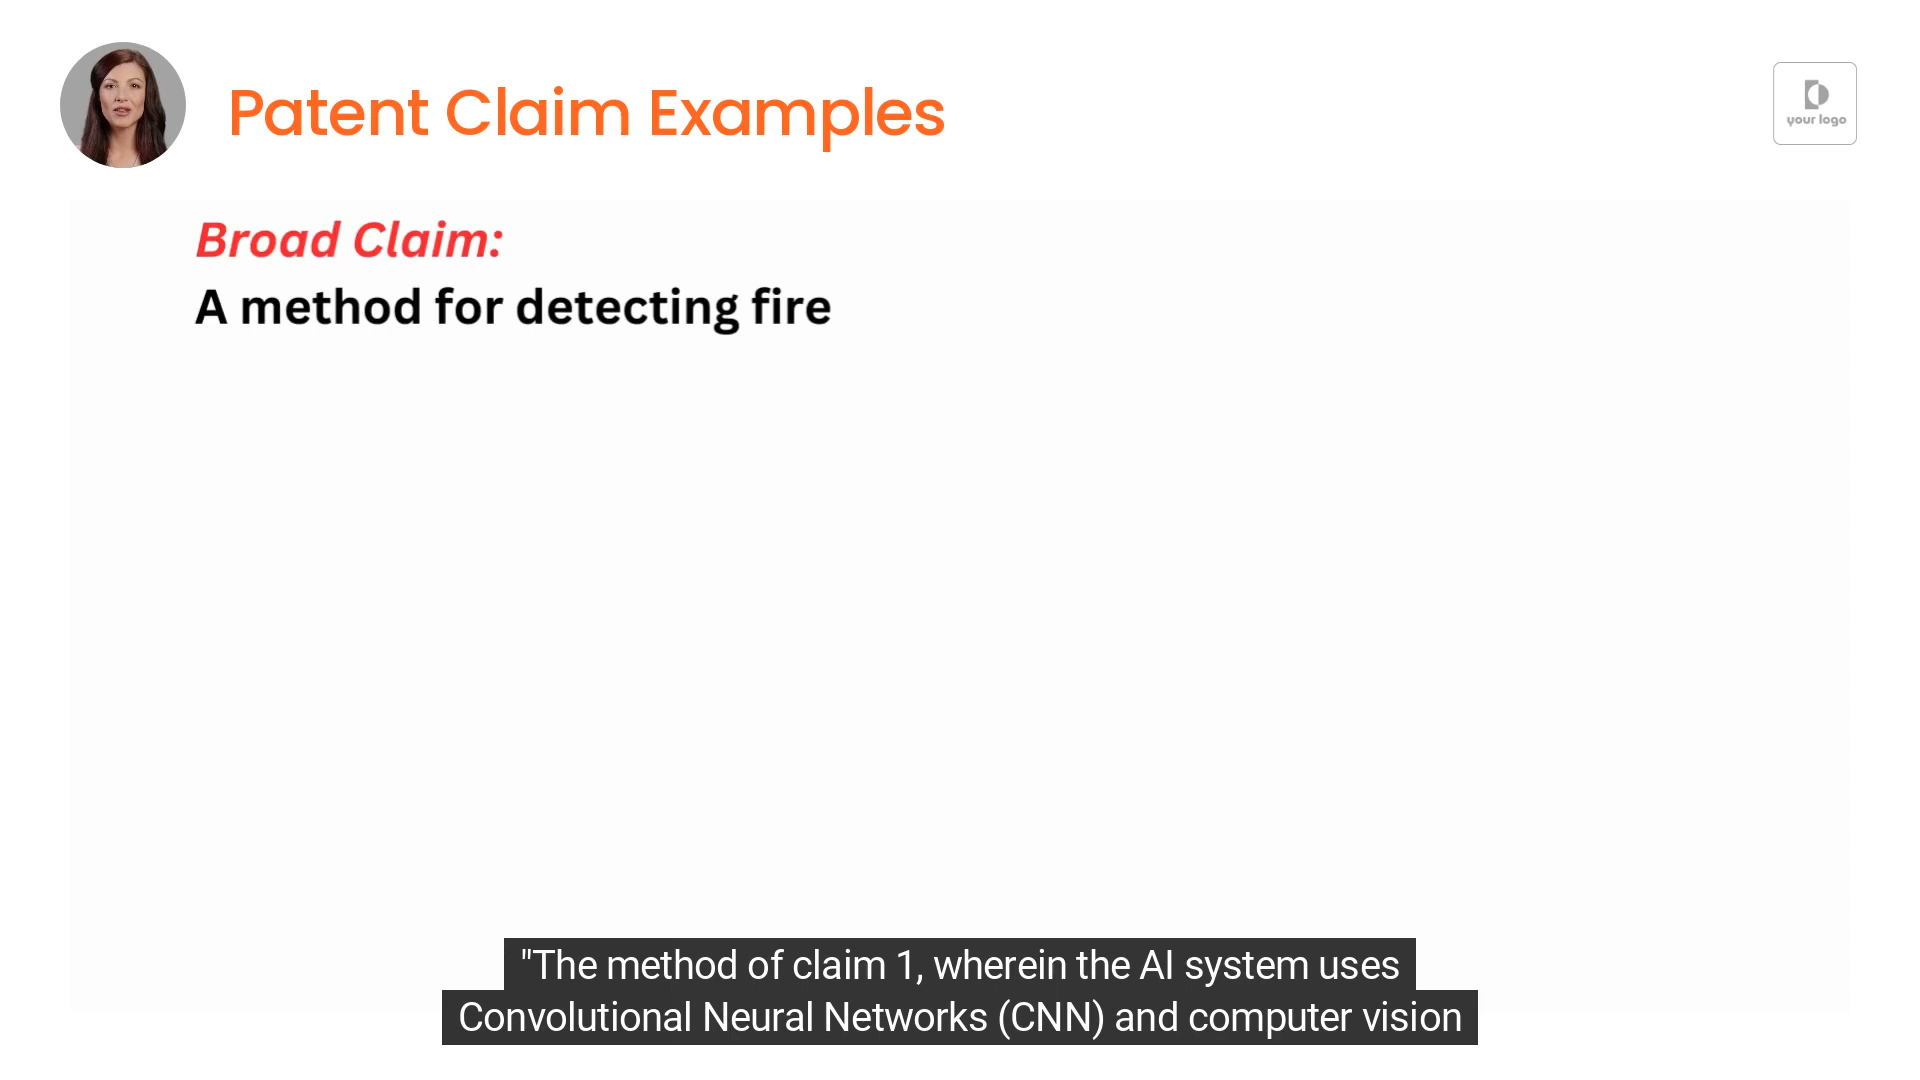 Patent Claim Examples
your logo
Broad Claim:
A method for detecting fire
"The method of claim 1, wherein the AI system uses
Convolutional Neural Networks (CNN) and computer vision